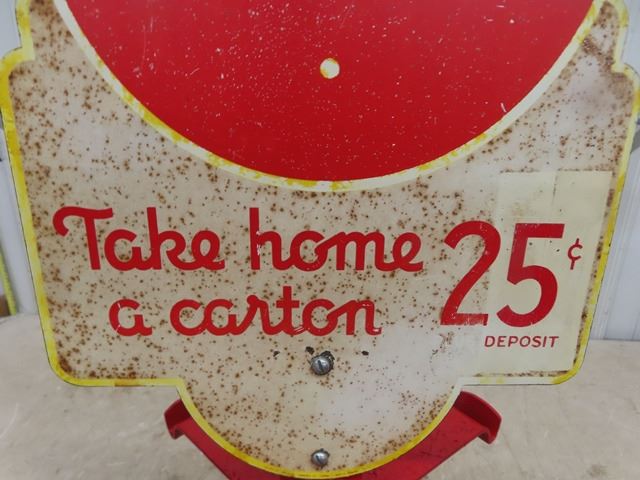 Take home 25¢
a carton
DEPOSIT